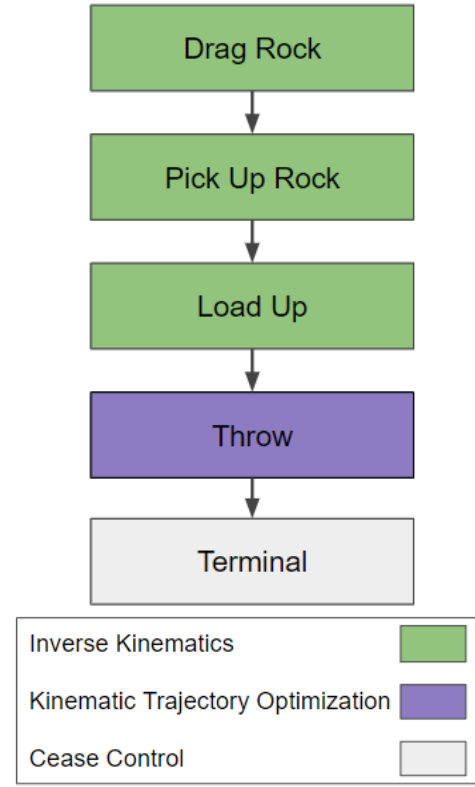 Drag Rock
Pick Up Rock
Load Up
Throw
Terminal
Inverse Kinematics
Kinematic Trajectory Optimization
Cease Control